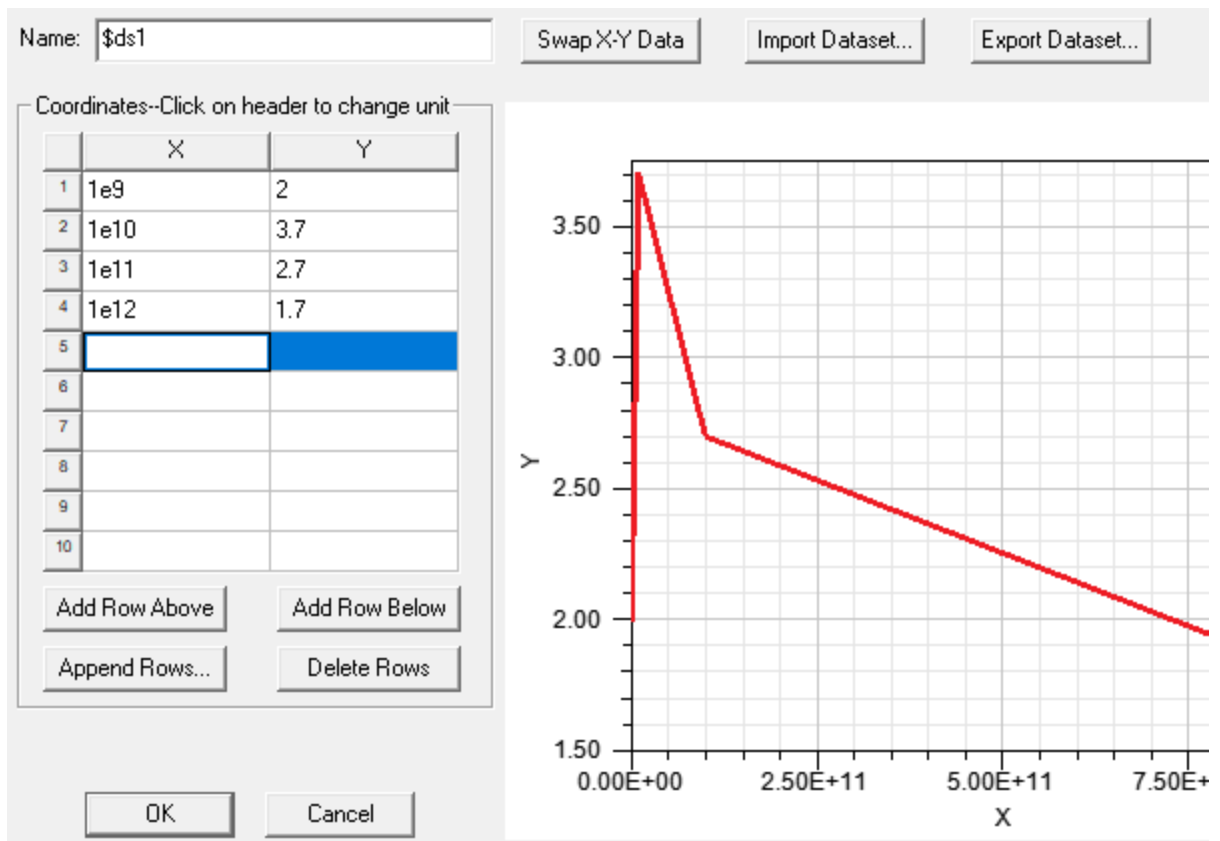 Name: $ds1 Swap X-Y Data Import Dataset... Export Dataset...
Coordinates--Click on header to change unit
X Y
1 1e9 2
2 1e10 3.7
3 1e11 2.7
4 1e12 1.7
5
6
7
8
9
10
Add Row Above Add Row Below
Append Rows... Delete Rows
OK Cancel
3.50
3.00
2.50
2.00
1.50
Y
0.00E+00 2.50E+11 5.00E+11 7.50E+
X